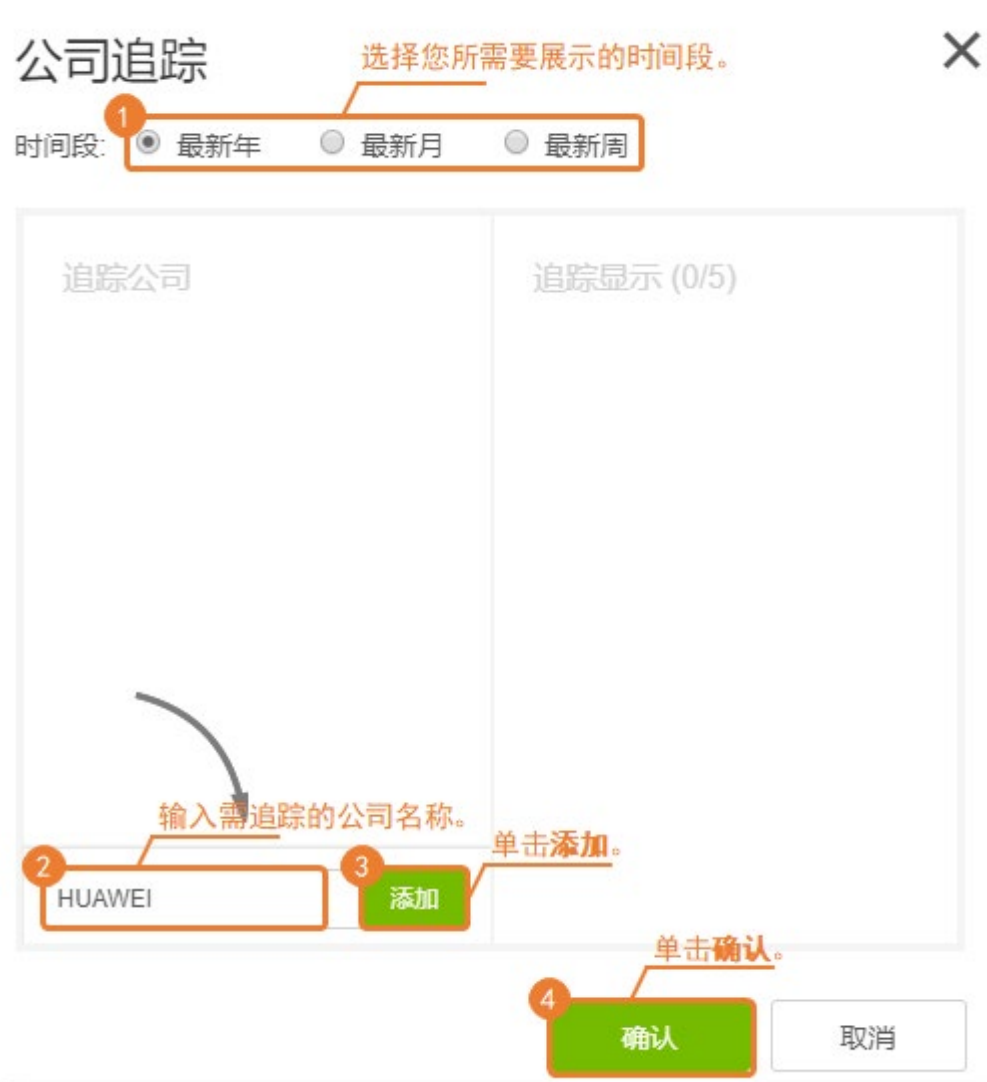 公司追踪
选择您所需要展示的时间段。
1
时间段: 最新年 最新月 最新周
追踪公司
追踪显示 (0/5)
输入需追踪的公司名称。
单击添加。
2
3
HUAWEI
添加
单击确认。
4
确认
取消